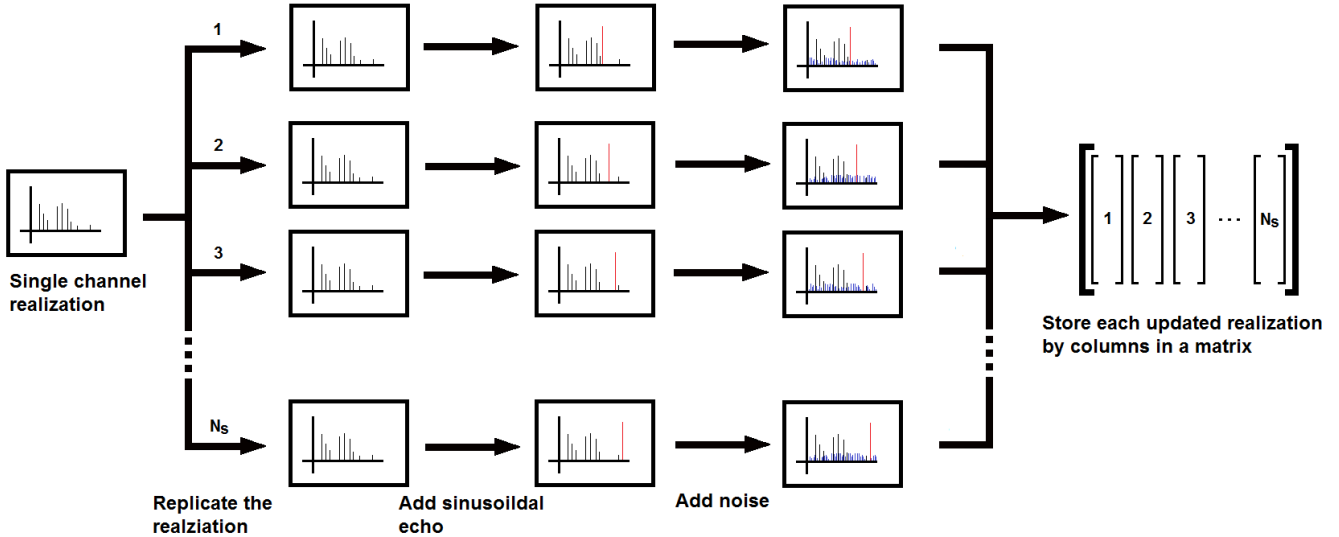 1
2
3
Ns
Single channel
realization
Replicate the
realziation
Add sinusoildal
echo
Add noise
1 2 3 ... Ns
Store each updated realization
by columns in a matrix